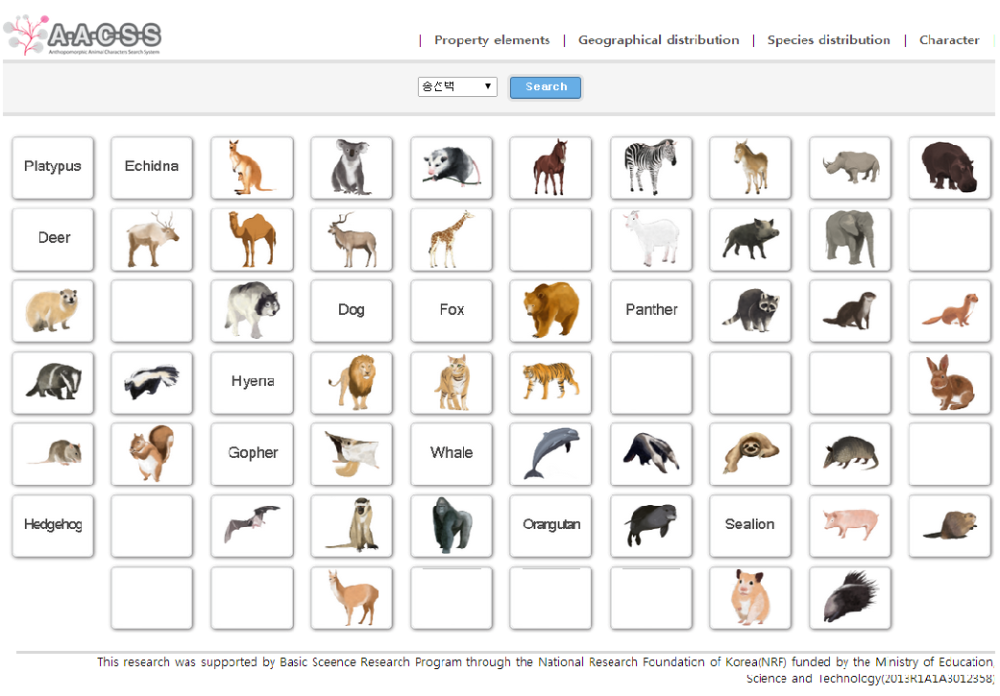 A-A-C-S-S
Anthropomorphic Animal Characters Search System
| Property elements | Geographical distribution | Species distribution | Character |
종선택 ▼ Search
Platypus Echidna
Deer
Dog Fox Panther
Hyena
Gopher Whale
Hedgehog Orangutan Sealion
This research was supported by Basic Sceence Research Program through the National Research Foundation of Korea(NRF) funded by the Ministry of Education,
Science and Technology(2013R1A1A3012358)